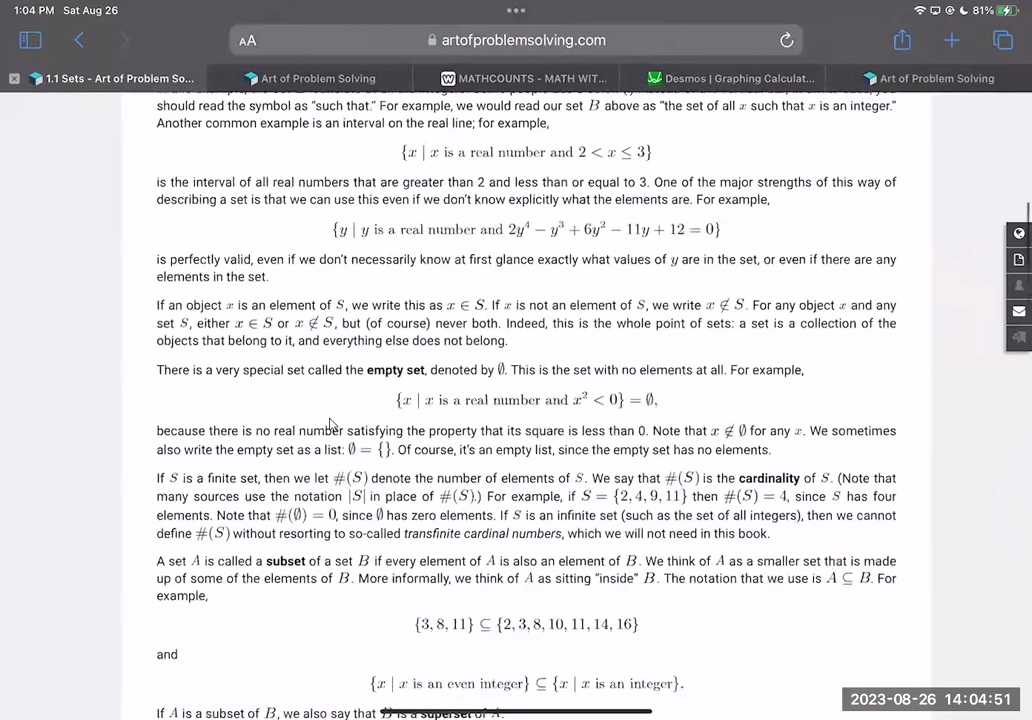 1:04 PM Sat Aug 26
81%
AA artofproblemsolving.com
1.1 Sets - Art of Problem So...
Art of Problem Solving
MATHCOUNTS - MATH WIT...
Desmos | Graphing Calculat...
Art of Problem Solving
should read the symbol as “such that.” For example, we would read our set B above as “the set of all x such that x is an integer.”
Another common example is an interval on the real line; for example,
{x | x is a real number and 2 < x ≤ 3}
is the interval of all real numbers that are greater than 2 and less than or equal to 3. One of the major strengths of this way of
describing a set is that we can use this even if we don’t know explicitly what the elements are. For example,
{y | y is a real number and 2y⁴ − y³ + 6y² − 11y + 12 = 0}
is perfectly valid, even if we don’t necessarily know at first glance exactly what values of y are in the set, or even if there are any
elements in the set.
If an object x is an element of S, we write this as x ∈ S. If x is not an element of S, we write x ∉ S. For any object x and any
set S, either x ∈ S or x ∉ S, but (of course) never both. Indeed, this is the whole point of sets: a set is a collection of the
objects that belong to it, and everything else does not belong.
There is a very special set called the empty set, denoted by ∅. This is the set with no elements at all. For example,
{x | x is a real number and x² < 0} = ∅,
because there is no real number satisfying the property that its square is less than 0. Note that x ∉ ∅ for any x. We sometimes
also write the empty set as a list: ∅ = {}. Of course, it’s an empty list, since the empty set has no elements.
If S is a finite set, then we let #(S) denote the number of elements of S. We say that #(S) is the cardinality of S. (Note that
many sources use the notation |S| in place of #(S).) For example, if S = {2, 4, 9, 11} then #(S) = 4, since S has four
elements. Note that #(∅) = 0, since ∅ has zero elements. If S is an infinite set (such as the set of all integers), then we cannot
define #(S) without resorting to so-called transfinite cardinal numbers, which we will not need in this book.
A set A is called a subset of a set B if every element of A is also an element of B. We think of A as a smaller set that is made
up of some of the elements of B. More informally, we think of A as sitting “inside” B. The notation that we use is A ⊆ B. For
example,
{3, 8, 11} ⊆ {2, 3, 8, 10, 11, 14, 16}
and
{x | x is an even integer} ⊆ {x | x is an integer}.
If A is a subset of B, we also say that B is a superset of A.
2023-08-26 14:04:51